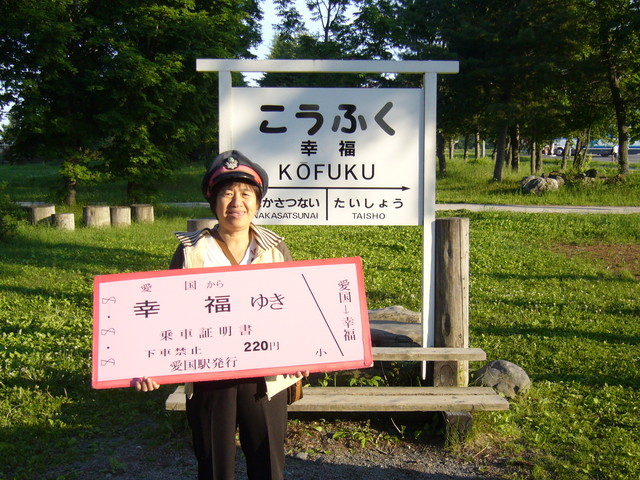 こうふく
幸福
KŌFUKU
かさつない
NAKASATSUNAI
たいしょう
TAISHO
愛国から
幸福ゆき
乗車証明書
下車禁止 220円 小
愛国駅発行
愛国→幸福